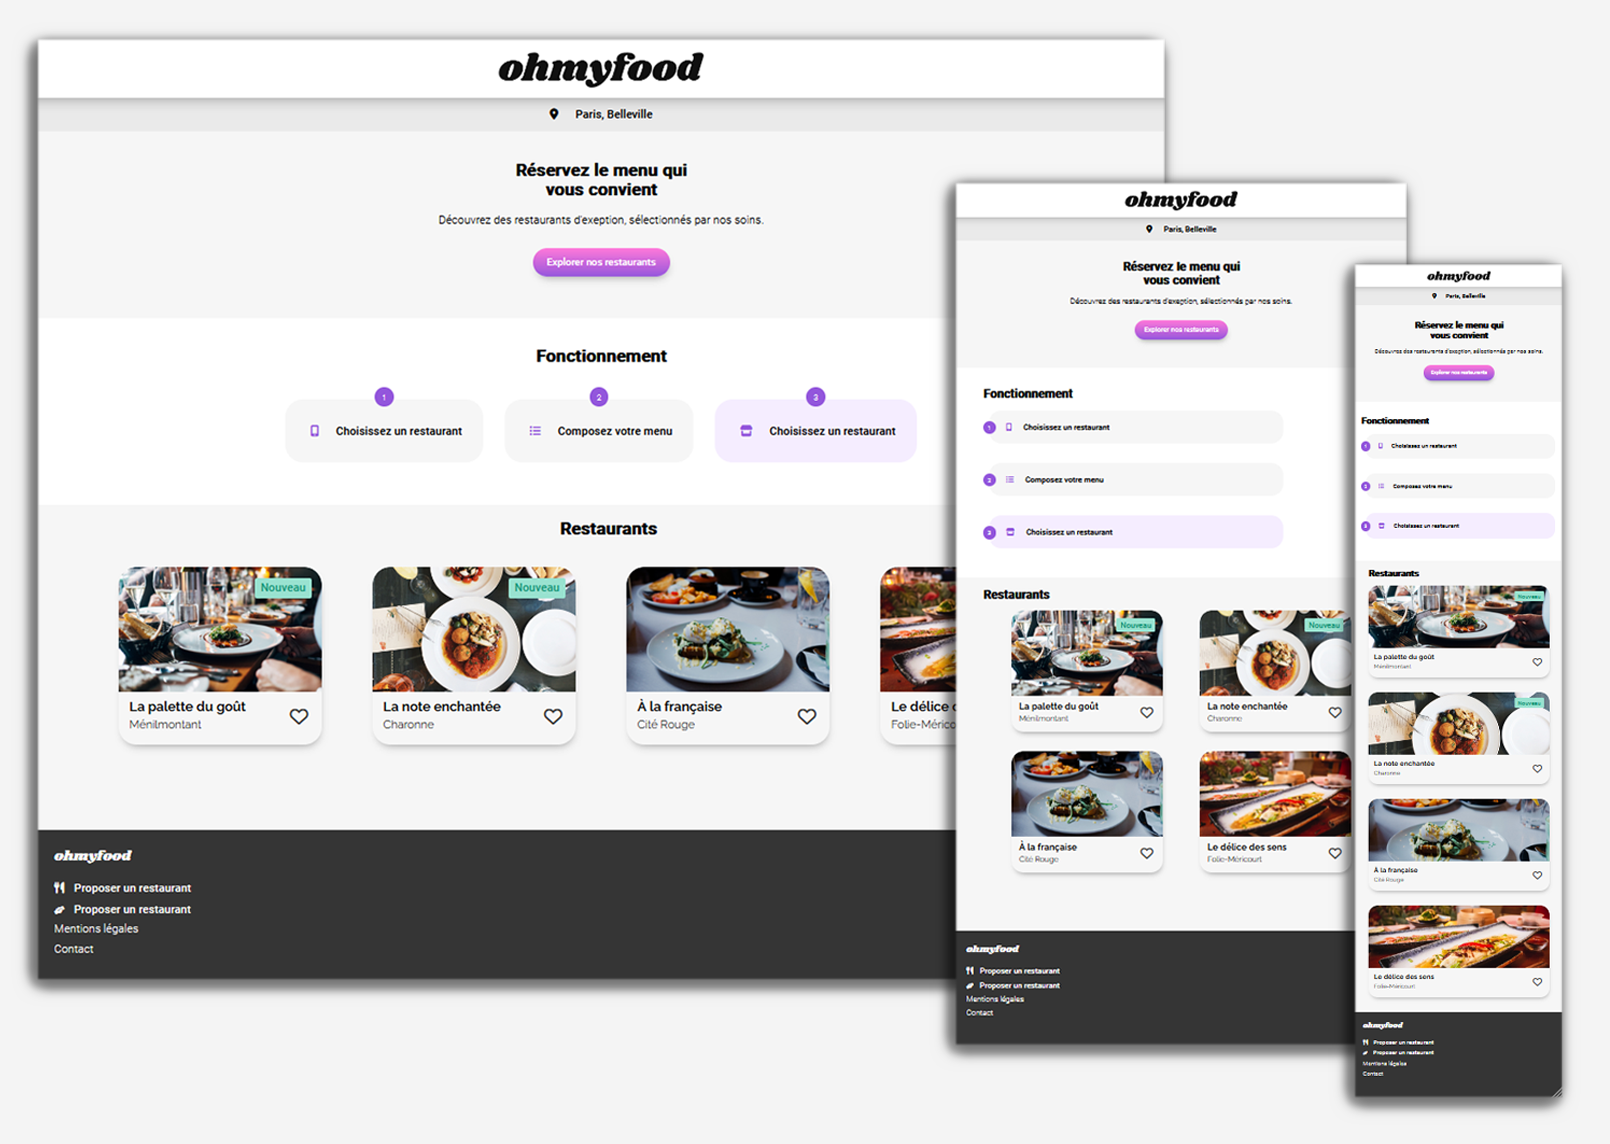 ohmyfood
Paris, Belleville
Réservez le menu qui
vous convient
Découvrez des restaurants d'exeption, sélectionnés par nos soins.
Explorer nos restaurants
Fonctionnement
1
2
3
Choisissez un restaurant
Composez votre menu
Choisissez un restaurant
Restaurants
Nouveau
Nouveau
La palette du goût
Ménilmontant
La note enchantée
Charonne
À la française
Cité Rouge
Le délice
Folie-Mérico
ohmyfood
Proposer un restaurant
Proposer un restaurant
Mentions légales
Contact
ohmyfood
Paris, Belleville
Réservez le menu qui
vous convient
Découvrez des restaurants d'exeption, sélectionnés par nos soins.
Explorer nos restaurants
Fonctionnement
1
Choisissez un restaurant
Composez votre menu
3
Choisissez un restaurant
Restaurants
Nouveau
Nouveau
La palette du goût
Ménilmontant
La note enchantée
Charonne
À la française
Cité Rouge
Le délice des sens
Folie-Méricourt
ohmyfood
Proposer un restaurant
Proposer un restaurant
Mentions légales
Contact
ohmyfood
Paris, Belleville
Réservez le menu qui
vous convient
Découvrez des restaurants d'exeption, sélectionnés par nos soins.
Explorer nos restaurants
Fonctionnement
Choisissez un restaurant
Composez votre menu
Choisissez un restaurant
Restaurants
Nouveau
La palette du goût
Ménilmontant
Nouveau
La note enchantée
Charonne
À la française
Cité Rouge
Le délice des sens
Folie-Méricourt
ohmyfood
Proposer un restaurant
Proposer un restaurant
Mentions légales
Contact